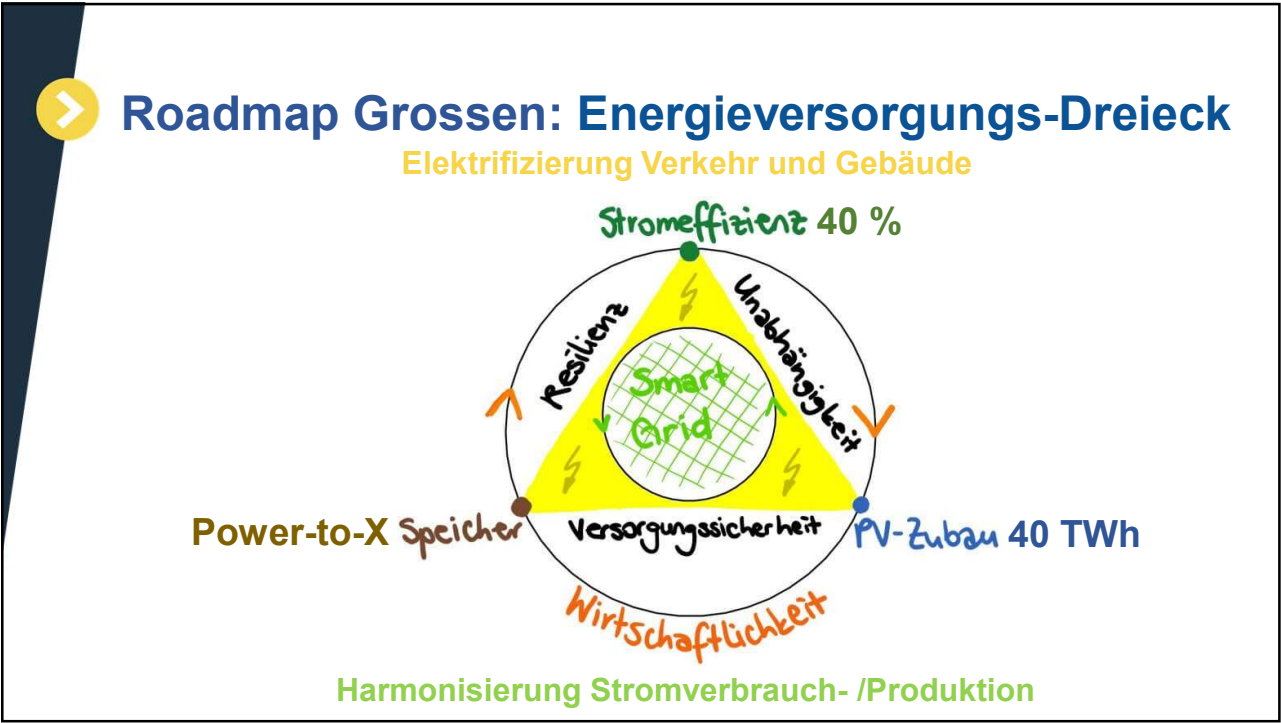 Roadmap Grossen: Energieversorgungs-Dreieck
Elektrifizierung Verkehr und Gebäude
Stromeffizienz 40 %
Resilienz
Unabhängigkeit
Smart
Grid
Power-to-X Speicher
Versorgungssicherheit
PV-Zubau 40 TWh
Wirtschaftlichkeit
Harmonisierung Stromverbrauch- /Produktion